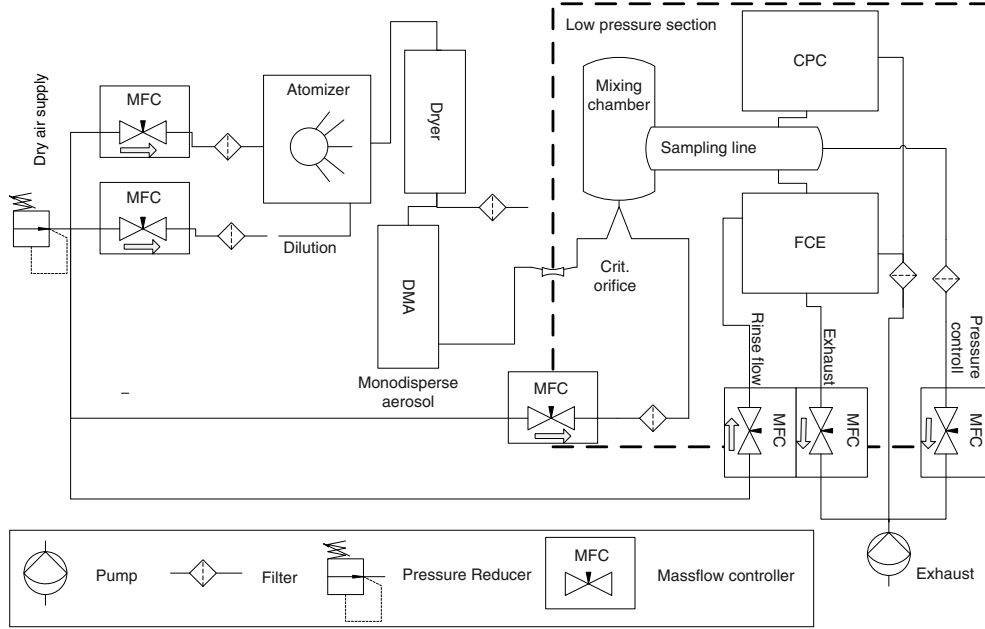 Low pressure section
CPC
Mixing
chamber
Sampling line
Dry air supply
MFC
Atomizer
Dryer
MFC
Dilution
FCE
Crit.
orifice
DMA
Monodisperse
aerosol
MFC
Rinse flow
Exhaust
Pressure
controll
MFC
MFC
MFC
Pump
Filter
Pressure Reducer
MFC
Massflow controller
Exhaust